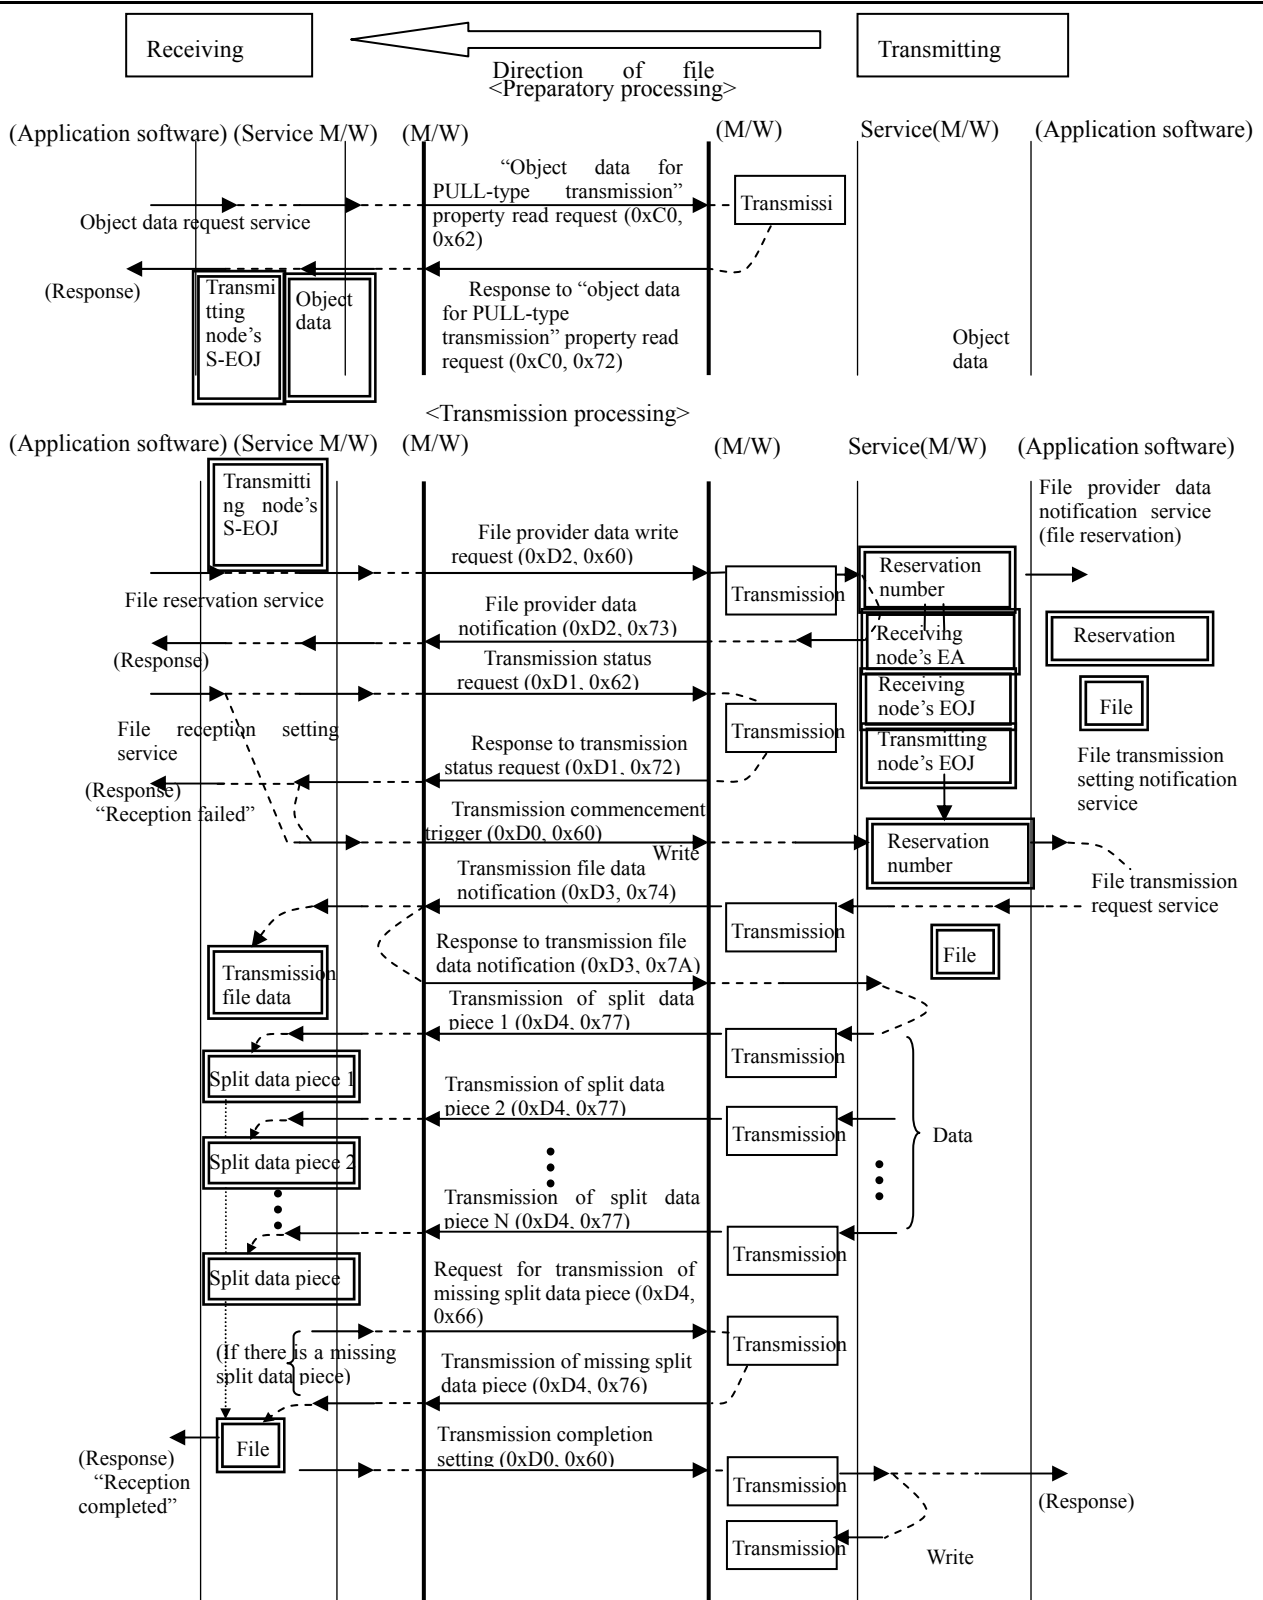 Receiving
Transmitting
Direction of file
<Preparatory processing>
(Application software) (Service M/W) (M/W)
(M/W)
Service(M/W)
(Application software)
"Object data for
PULL-type transmission"
property read request (0xC0,
0x62)
Transmissi
Object data request service
(Response)
Transmi
tting
node's
S-EOJ
Object
data
Response to "object data
for PULL-type
transmission" property read
request (0xC0, 0x72)
Object
data
<Transmission processing>
(Application software) (Service M/W) (M/W)
(M/W)
Service(M/W)
(Application software)
Transmitti
ng node's
S-EOJ
File provider data
notification service
(file reservation)
File provider data write
request (0xD2, 0x60)
Transmission
Reservation
number
File reservation service
File provider data
notification (0xD2, 0x73)
Receiving
node's EA
Reservation
(Response)
Transmission status
request (0xD1, 0x62)
Receiving
node's EOJ
File
File reception setting
service
Transmission
Transmitting
node's EOJ
Response to transmission
status request (0xD1, 0x72)
File transmission
setting notification
service
(Response)
"Reception failed"
Transmission commencement
trigger (0xD0, 0x60)
Write
Reservation
number
Transmission file data
notification (0xD3, 0x74)
File transmission
request service
Transmission
Response to transmission file
data notification (0xD3, 0x7A)
File
Transmission
file data
Transmission of split data
piece 1 (0xD4, 0x77)
Transmission
Split data piece 1
Transmission of split data
piece 2 (0xD4, 0x77)
Transmission
Data
Split data piece 2
Transmission of split data
piece N (0xD4, 0x77)
Transmission
Split data piece
Request for transmission of
missing split data piece (0xD4,
0x66)
Transmission
(If there is a missing
split data piece)
Transmission of missing split
data piece (0xD4, 0x76)
File
Transmission completion
setting (0xD0, 0x60)
(Response)
"Reception
completed"
Transmission
(Response)
Transmission
Write